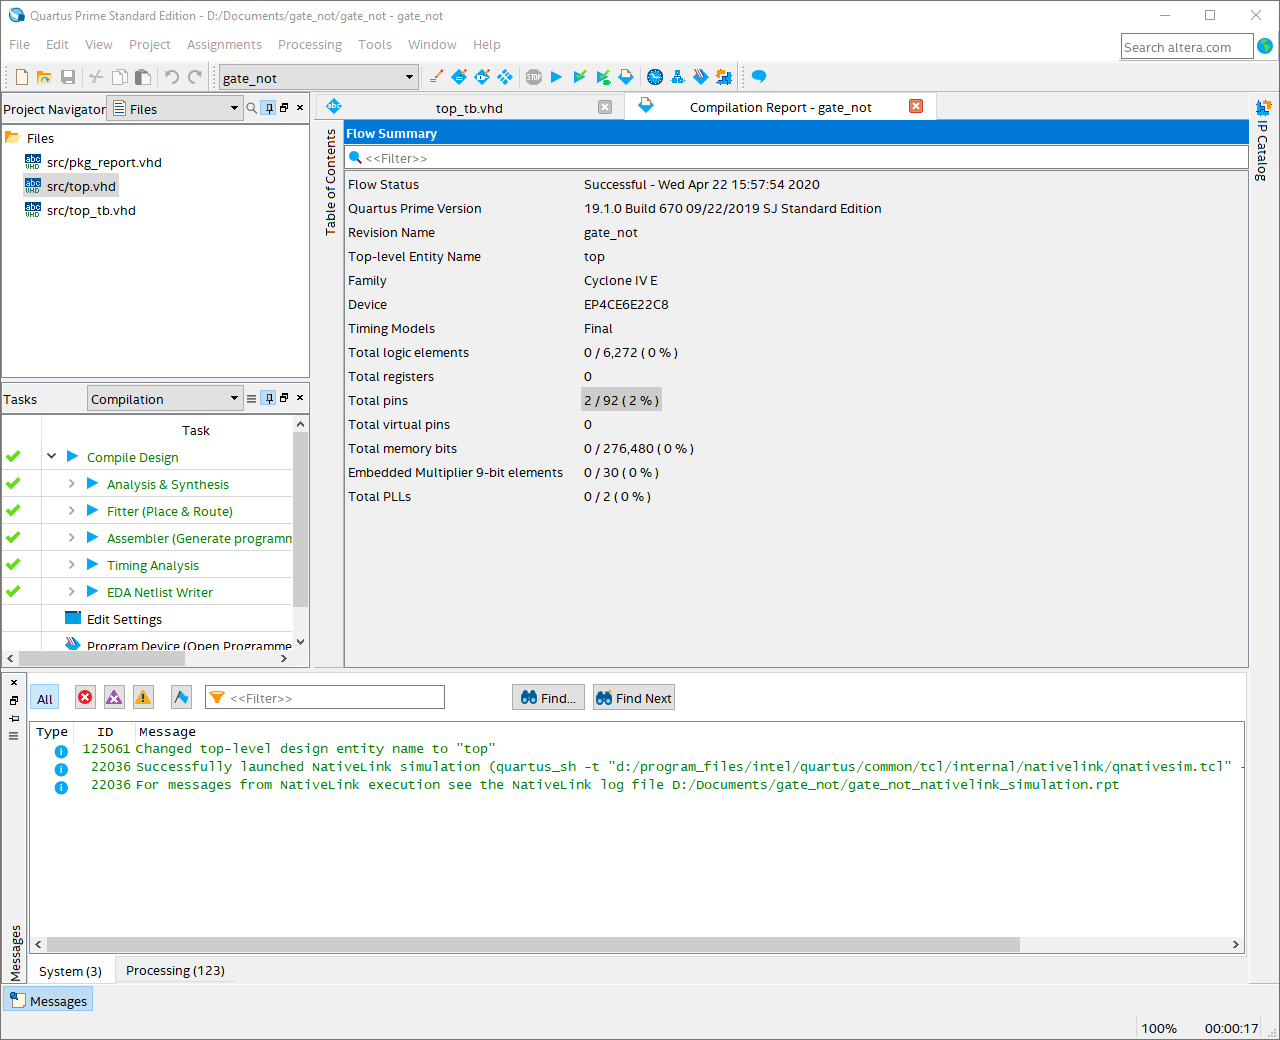 Quartus Prime Standard Edition - D:/Documents/gate_not/gate_not - gate_not
File Edit View Project Assignments Processing Tools Window Help
Search altera.com
gate_not
STOP
Project Navigator Files
Files
src/pkg_report.vhd
src/top.vhd
src/top_tb.vhd
top_tb.vhd
Compilation Report - gate_not
Table of Contents
Flow Summary
<<Filter>>
Flow Status Successful - Wed Apr 22 15:57:54 2020
Quartus Prime Version 19.1.0 Build 670 09/22/2019 SJ Standard Edition
Revision Name gate_not
Top-level Entity Name top
Family Cyclone IV E
Device EP4CE6E22C8
Timing Models Final
Total logic elements 0 / 6,272 ( 0 % )
Total registers 0
Total pins 2 / 92 ( 2 % )
Total virtual pins 0
Total memory bits 0 / 276,480 ( 0 % )
Embedded Multiplier 9-bit elements 0 / 30 ( 0 % )
Total PLLs 0 / 2 ( 0 % )
IP Catalog
Tasks Compilation
Task
Compile Design
Analysis & Synthesis
Fitter (Place & Route)
Assembler (Generate programm
Timing Analysis
EDA Netlist Writer
Edit Settings
Program Device (Open Programme
All <<Filter>> Find... Find Next
Type ID Message
125061 Changed top-level design entity name to "top"
22036 Successfully launched NativeLink simulation (quartus_sh -t "d:/program_files/intel/quartus/common/tcl/internal/nativelink/qnativesim.tcl" -
22036 For messages from NativeLink execution see the NativeLink log file D:/Documents/gate_not/gate_not_nativelink_simulation.rpt
Messages
System (3) Processing (123)
Messages
100% 00:00:17